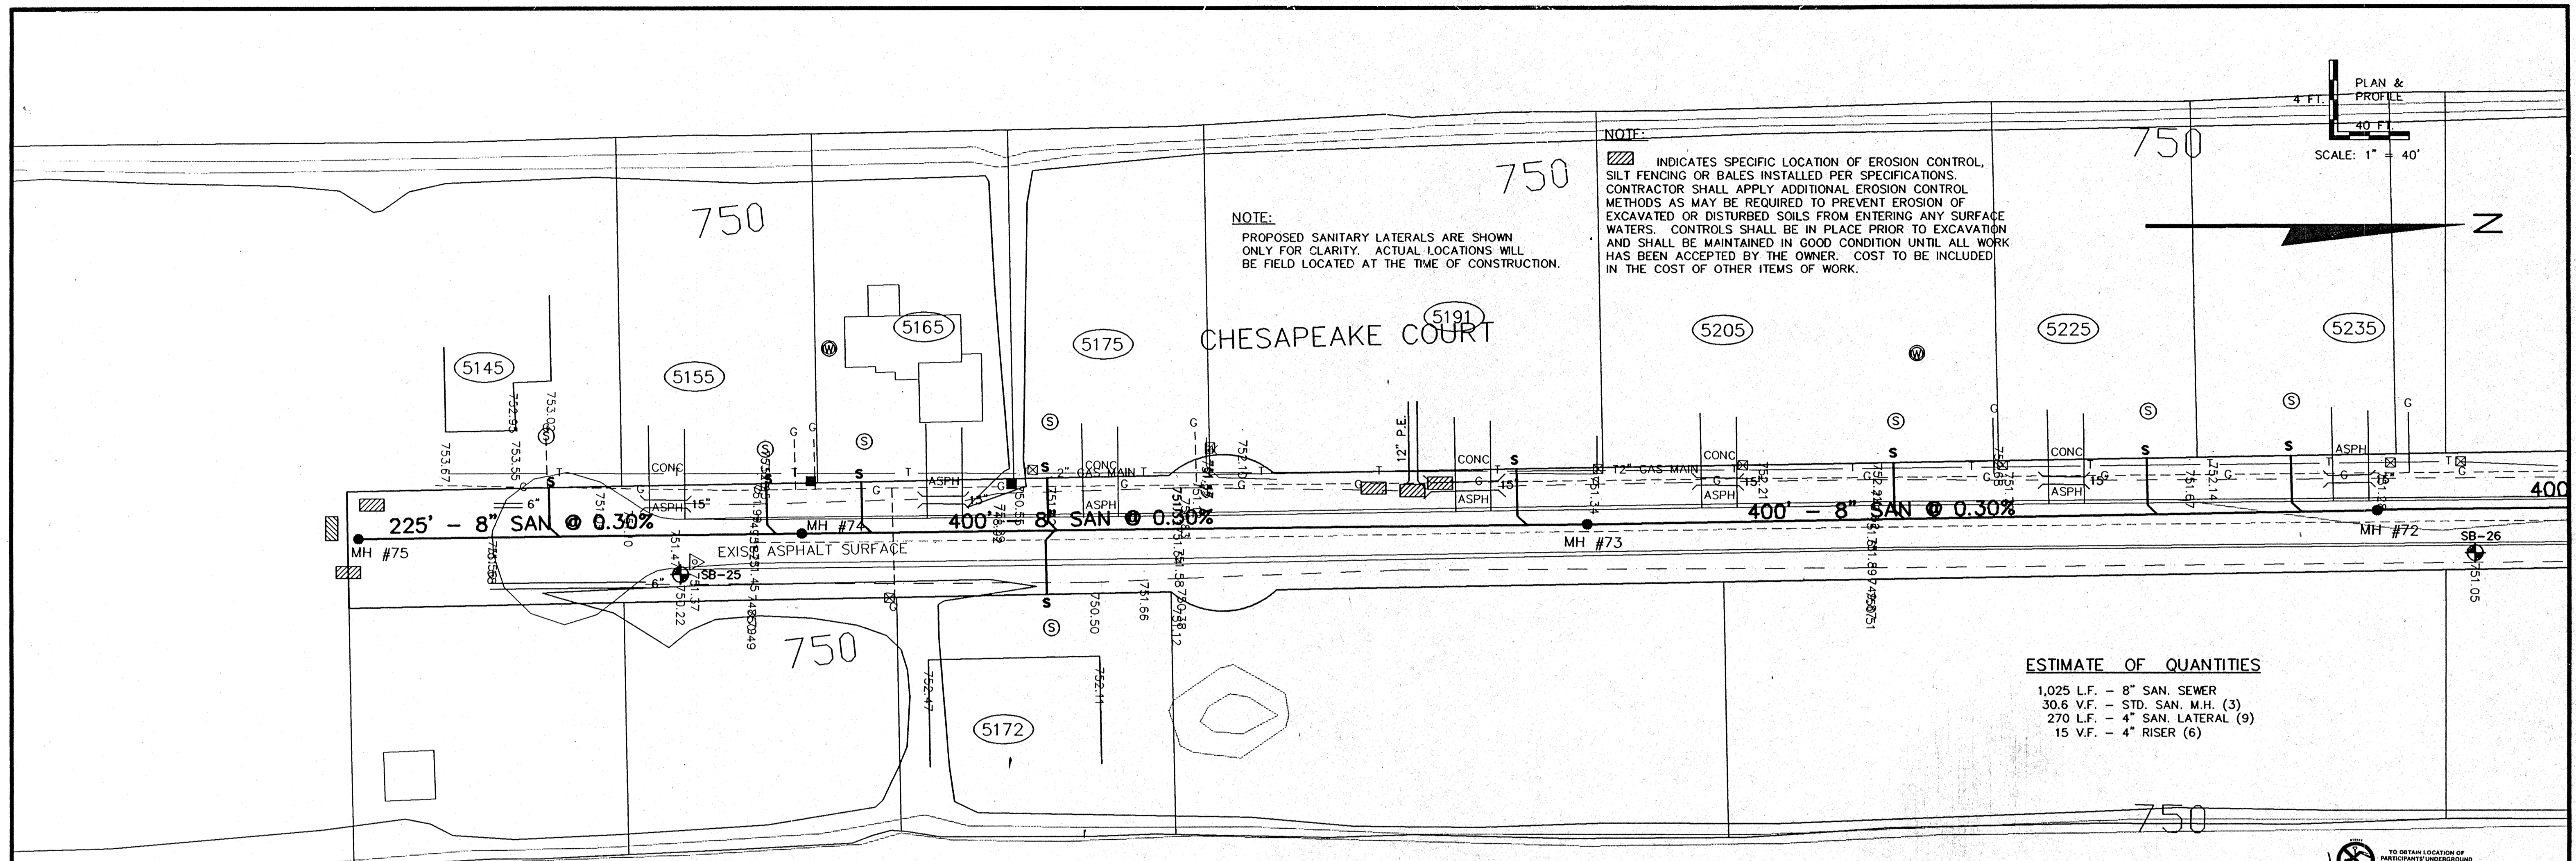 PLAN &
PROFILE
4 FT.
40 FT.
SCALE: 1" = 40'
750
750
750
NOTE:
INDICATES SPECIFIC LOCATION OF EROSION CONTROL,
SILT FENCING OR BALES INSTALLED PER SPECIFICATIONS.
CONTRACTOR SHALL APPLY ADDITIONAL EROSION CONTROL
METHODS AS MAY BE REQUIRED TO PREVENT EROSION OF
EXCAVATED OR DISTURBED SOILS FROM ENTERING ANY SURFACE
WATERS. CONTROLS SHALL BE IN PLACE PRIOR TO EXCAVATION
AND SHALL BE MAINTAINED IN GOOD CONDITION UNTIL ALL WORK
HAS BEEN ACCEPTED BY THE OWNER. COST TO BE INCLUDED
IN THE COST OF OTHER ITEMS OF WORK.
NOTE:
PROPOSED SANITARY LATERALS ARE SHOWN
ONLY FOR CLARITY. ACTUAL LOCATIONS WILL
BE FIELD LOCATED AT THE TIME OF CONSTRUCTION.
N
CHESAPEAKE COURT
5145
5155
5165
5175
5191
5205
5225
5235
W
W
753.67
752.93
753.55
753.02
752.10
12" P.E.
CONC
CONC
CONC
CONC
CONC
ASPH
2" GAS MAIN
2" GAS MAIN
ASPH
ASPH
ASPH
ASPH
ASPH
ASPH
6"
15"
15"
15"
15"
15"
750.55
751.34
752.21
751.67
752.14
225' - 8" SAN @ 0.30%
400' - 8" SAN @ 0.30%
400' - 8" SAN @ 0.30%
400
MH #75
MH #74
MH #73
MH #72
EXIST ASPHALT SURFACE
SB-25
SB-26
6"
751.37
750.22
750.50
751.66
751.12
751.05
750
752.47
752.11
5172
ESTIMATE OF QUANTITIES
1,025 L.F. - 8" SAN. SEWER
30.6 V.F. - STD. SAN. M.H. (3)
270 L.F. - 4" SAN. LATERAL (9)
15 V.F. - 4" RISER (6)
750
TO OBTAIN LOCATION OF
PARTICIPANTS' UNDERGROUND